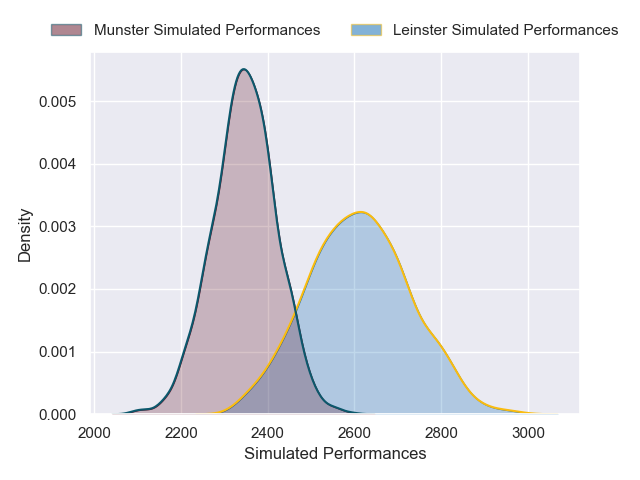 Munster Simulated Performances
Leinster Simulated Performances
0.005
0.004
0.003
0.002
0.001
0.000
Density
2000 2200 2400 2600 2800 3000
Simulated Performances